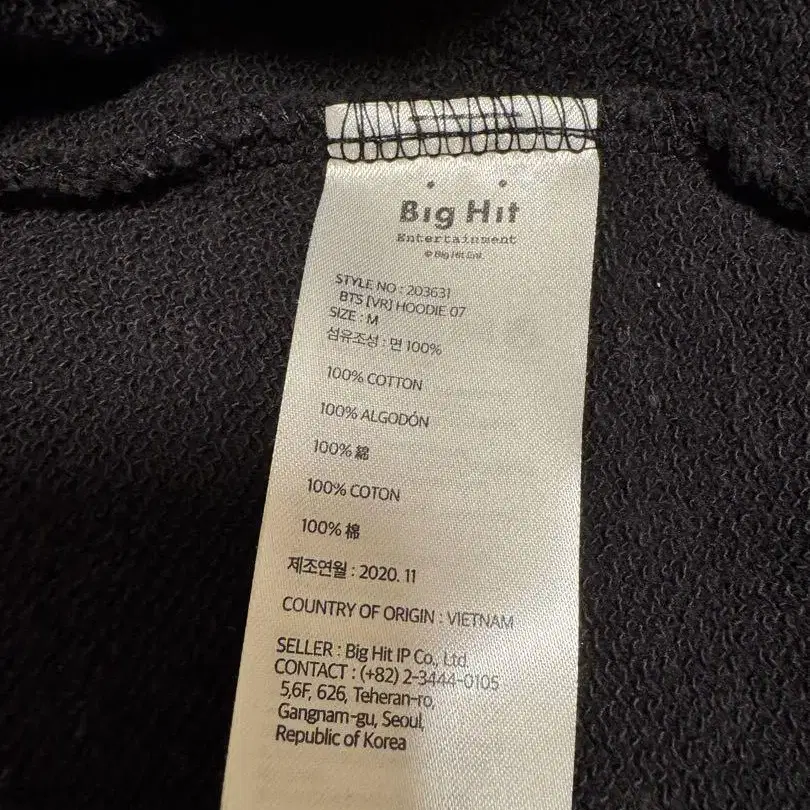 Big Hit
Entertainment
© Big Hit Ent.
STYLE NO : 203631
BTS [VR] HOODIE 07
SIZE : M
섬유조성 : 면 100%
100% COTTON
100% ALGODÓN
100% 綿
100% COTON
100% 棉
제조연월 : 2020. 11
COUNTRY OF ORIGIN : VIETNAM
SELLER : Big Hit IP Co., Ltd.
CONTACT : (+82) 2-3444-0105
5,6F, 626, Teheran-ro,
Gangnam-gu, Seoul,
Republic of Korea